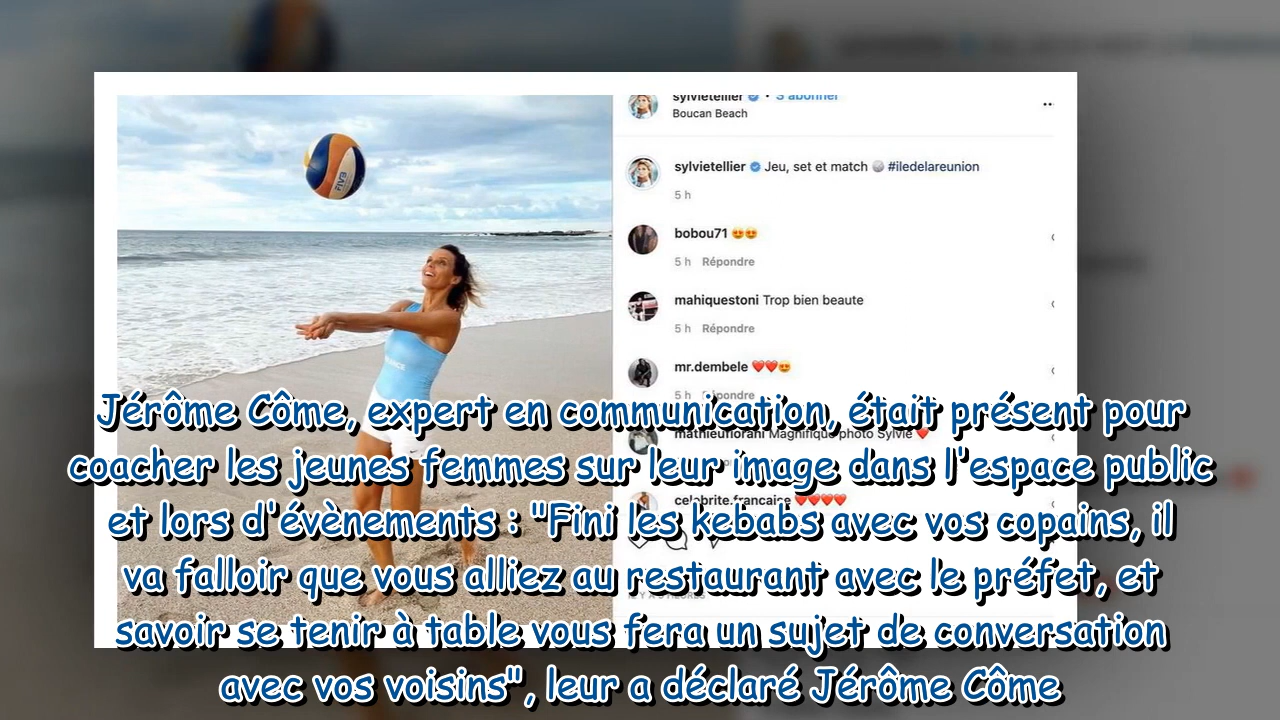 FIVB
sylvietellier • S'abonner
Boucan Beach
sylvietellier Jeu, set et match 🏐 #iledelareunion
5 h
bobou71 😍😍
5 h Répondre
mahiquestoni Trop bien beaute
5 h Répondre
mr.dembele ❤️❤️😍
5 h Répondre
mathieuflorani Magnifique photo Sylvie ❤️
celebrite.francaise ❤️❤️❤️❤️
Jérôme Côme, expert en communication, était présent pour
coacher les jeunes femmes sur leur image dans l'espace public
et lors d'évènements : "Fini les kebabs avec vos copains, il
va falloir que vous alliez au restaurant avec le préfet, et
savoir se tenir à table vous fera un sujet de conversation
avec vos voisins", leur a déclaré Jérôme Côme